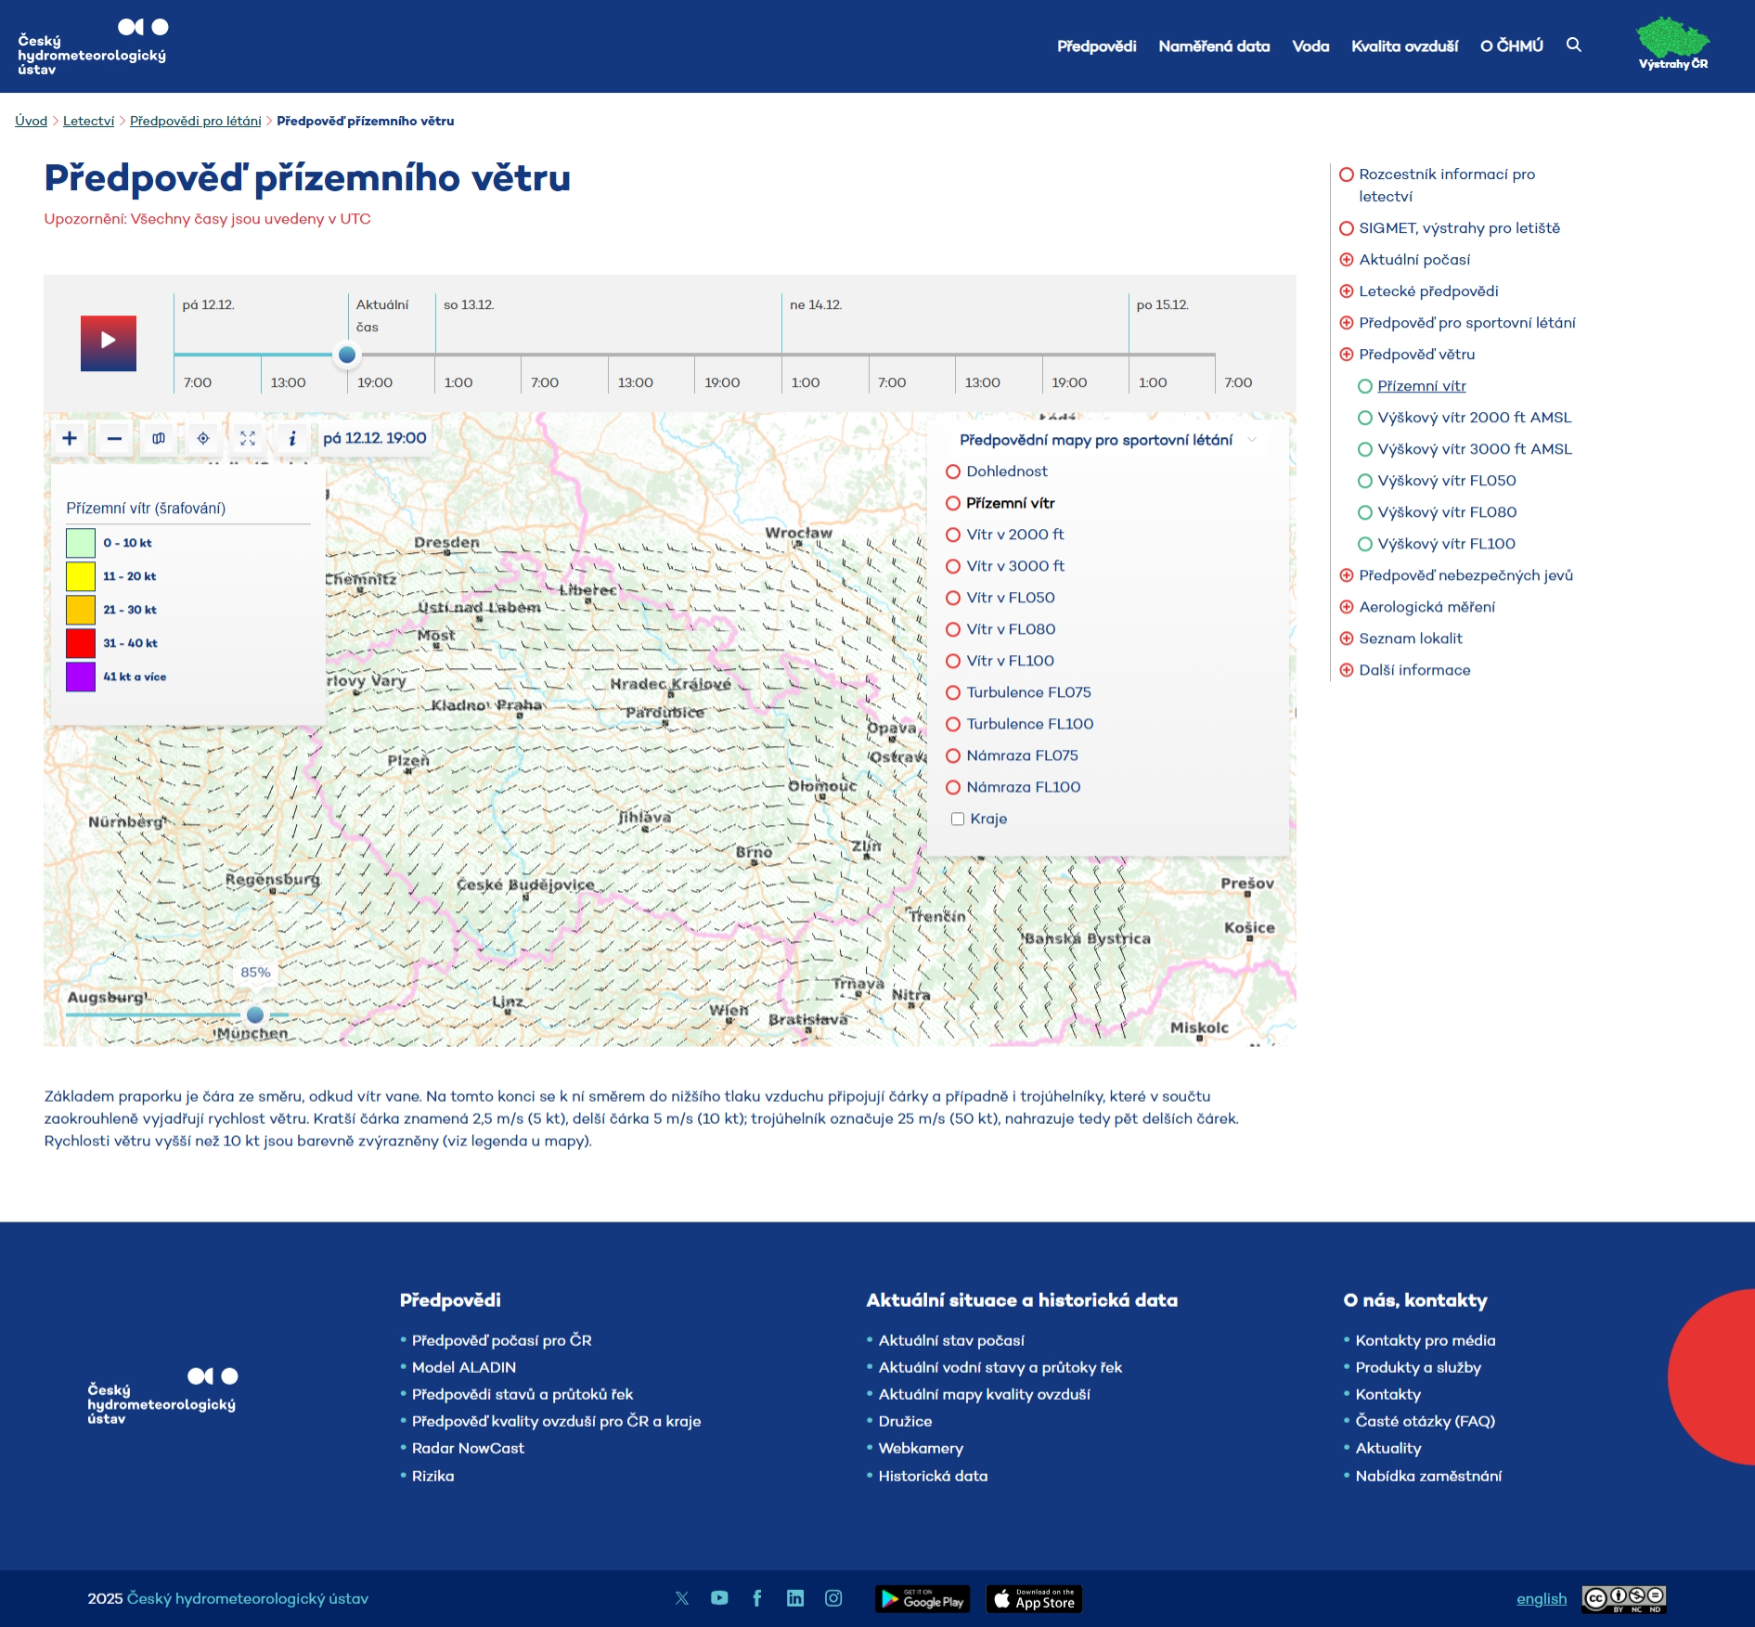 Český
hydrometeorologický
ústav
Předpovědi
Naměřená data
Voda
Kvalita ovzduší
O ČHMÚ
Výstrahy ČR
Úvod > Letectví > Předpovědi pro létání > Předpověď přízemního větru
Předpověď přízemního větru
Upozornění: Všechny časy jsou uvedeny v UTC
pá 12.12.
Aktuální
čas
so 13.12.
ne 14.12.
po 15.12.
7:00
13:00
19:00
1:00
7:00
13:00
19:00
1:00
7:00
13:00
19:00
1:00
7:00
pá 12.12. 19:00
Přízemní vítr (šrafování)
0 - 10 kt
11 - 20 kt
21 - 30 kt
31 - 40 kt
41 kt a více
Předpovědní mapy pro sportovní létání
Dohlednost
Přízemní vítr
Vítr v 2000 ft
Vítr v 3000 ft
Vítr v FL050
Vítr v FL080
Vítr v FL100
Turbulence FL075
Turbulence FL100
Námraza FL075
Námraza FL100
Kraje
Wrocław
Dresden
Chemnitz
Liberec
Ústí nad Labem
Most
rlovy Vary
Hradec Králové
Kladno
Praha
Pardubice
Opava
Ostrava
Plzeň
Olomouc
Nürnberg
Jihlava
Brno
Zlín
Regensburg
České Budějovice
Prešov
Trenčín
Košice
Banská Bystrica
85%
Augsburg
Linz
Trnava
Nitra
Wien
Bratislava
München
Miskolc
Rozcestník informací pro
letectví
SIGMET, výstrahy pro letiště
Aktuální počasí
Letecké předpovědi
Předpověď pro sportovní létání
Předpověď větru
Přízemní vítr
Výškový vítr 2000 ft AMSL
Výškový vítr 3000 ft AMSL
Výškový vítr FL050
Výškový vítr FL080
Výškový vítr FL100
Předpověď nebezpečných jevů
Aerologická měření
Seznam lokalit
Další informace
Základem praporku je čára ze směru, odkud vítr vane. Na tomto konci se k ní směrem do nižšího tlaku vzduchu připojují čárky a případně i trojúhelníky, které v součtu
zaokrouhleně vyjadřují rychlost větru. Kratší čárka znamená 2,5 m/s (5 kt), delší čárka 5 m/s (10 kt); trojúhelník označuje 25 m/s (50 kt), nahrazuje tedy pět delších čárek.
Rychlosti větru vyšší než 10 kt jsou barevně zvýrazněny (viz legenda u mapy).
Český
hydrometeorologický
ústav
Předpovědi
Předpověď počasí pro ČR
Model ALADIN
Předpovědi stavů a průtoků řek
Předpověď kvality ovzduší pro ČR a kraje
Radar NowCast
Rizika
Aktuální situace a historická data
Aktuální stav počasí
Aktuální vodní stavy a průtoky řek
Aktuální mapy kvality ovzduší
Družice
Webkamery
Historická data
O nás, kontakty
Kontakty pro média
Produkty a služby
Kontakty
Časté otázky (FAQ)
Aktuality
Nabídka zaměstnání
2025 Český hydrometeorologický ústav
GET IT ON
Google Play
Download on the
App Store
english
cc
BY NC ND